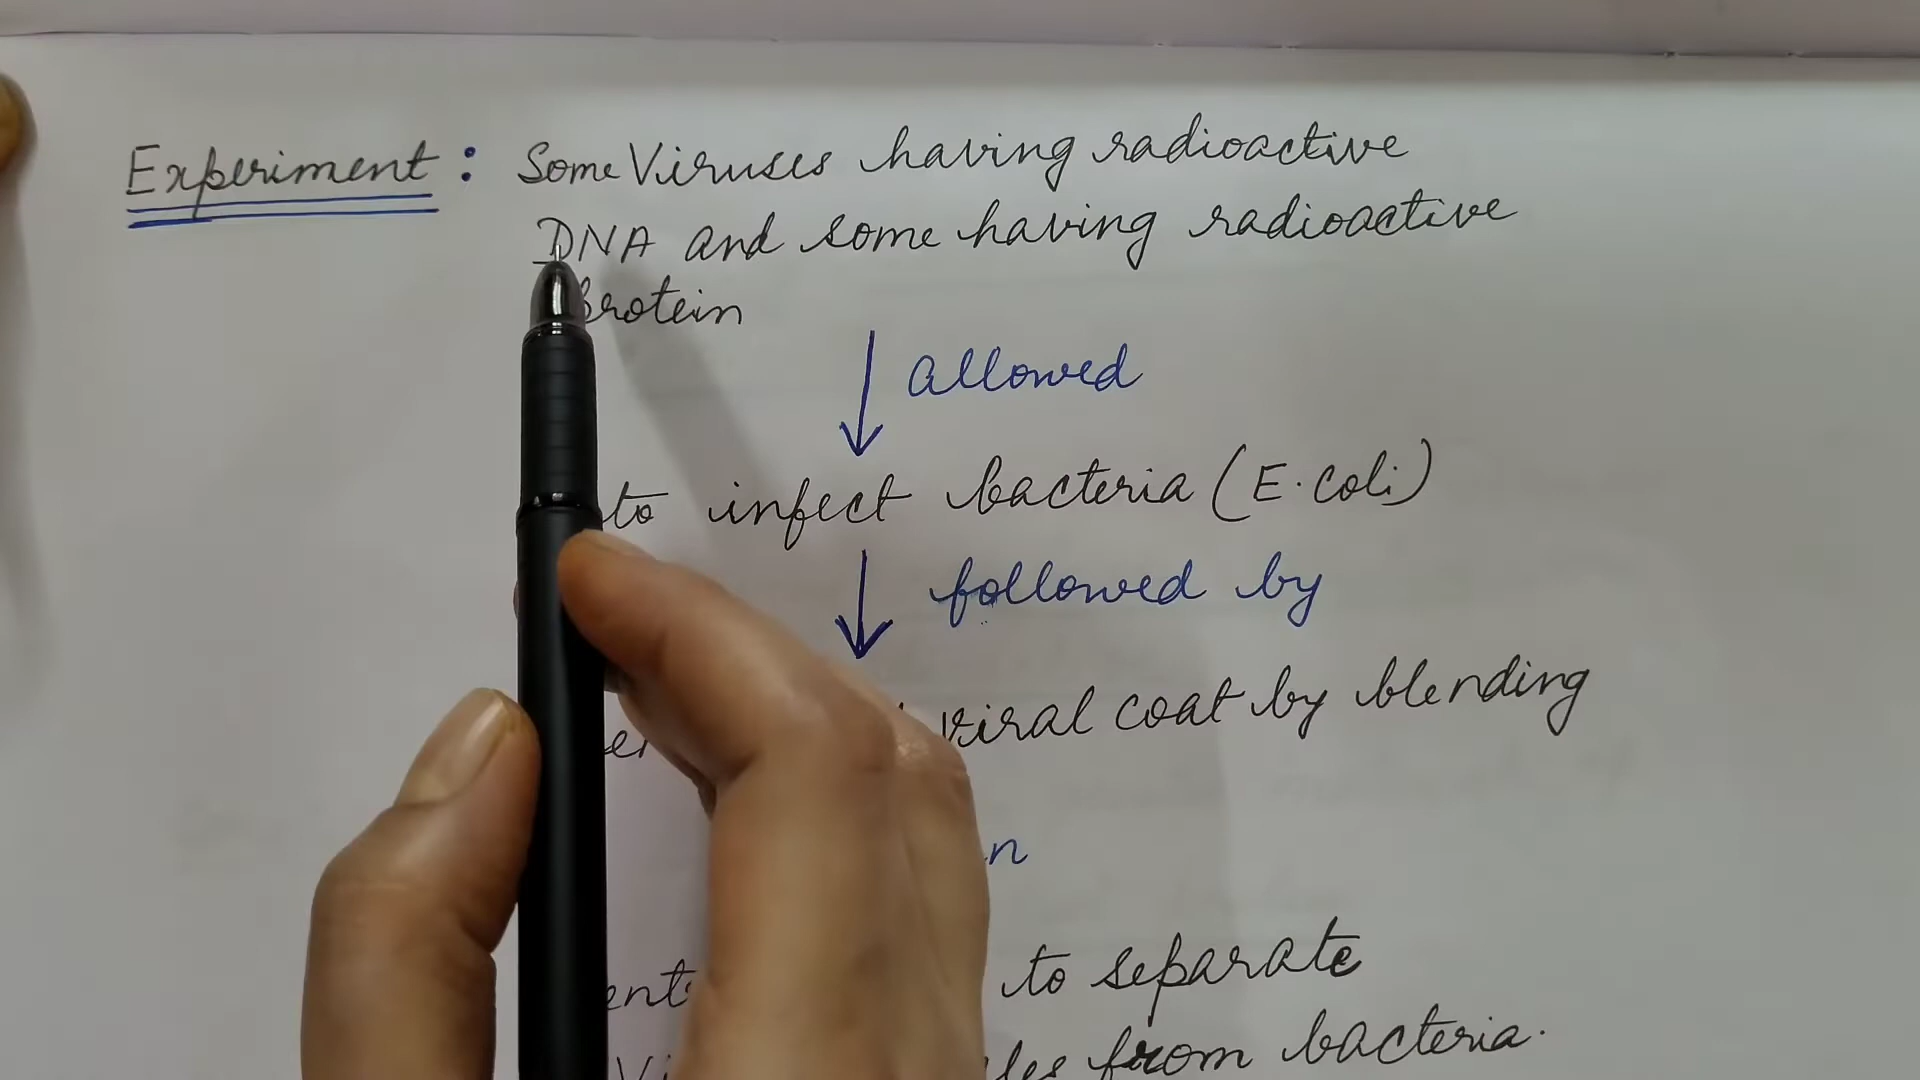 Experiment : Some Viruses having radioactive
DNA and some having radioactive
protein
allowed
to infect bacteria (E. coli)
followed by
viral coat by blending
to separate
from bacteria.